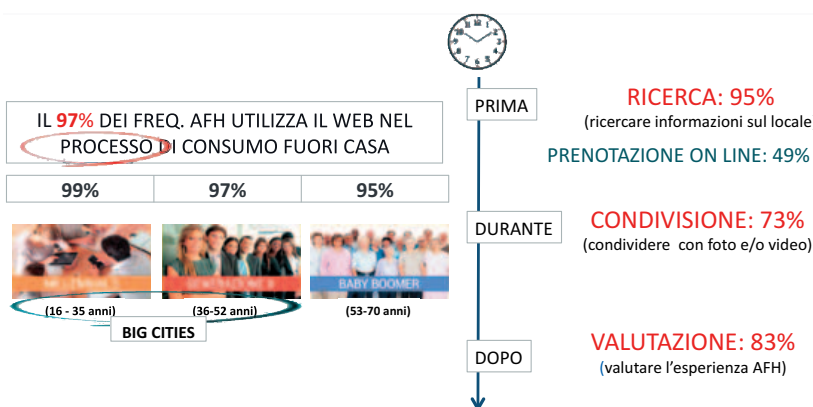 IL 97% DEI FREQ. AFH UTILIZZA IL WEB NEL
PROCESSO DI CONSUMO FUORI CASA
99%
97%
95%
BABY BOOMER
(16 - 35 anni)
(36-52 anni)
(53-70 anni)
BIG CITIES
PRIMA
RICERCA: 95%
(ricercare informazioni sul locale
PRENOTAZIONE ON LINE: 49%
DURANTE
CONDIVISIONE: 73%
(condividere con foto e/o video)
DOPO
VALUTAZIONE: 83%
(valutare l’esperienza AFH)